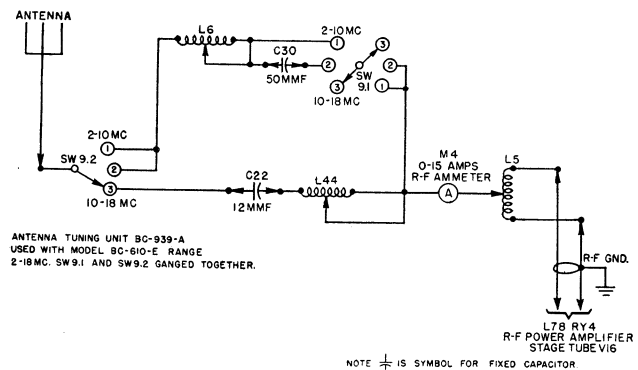 ANTENNA
L6
2-10MC
1
C30
50MMF
2
3
SW
9.1
2
3
1
10-18MC
2-10MC
1
SW9.2
2
3
10-18 MC
C22
12MMF
L44
M4
0-15 AMPS
R-F AMMETER
A
L5
R-F GND.
L78 RY4
R-F POWER AMPLIFIER
STAGE TUBE V16
ANTENNA TUNING UNIT BC-939-A
USED WITH MODEL BC-610-E RANGE
2-18MC. SW9.1 AND SW9.2 GANGED TOGETHER.
NOTE IS SYMBOL FOR FIXED CAPACITOR.